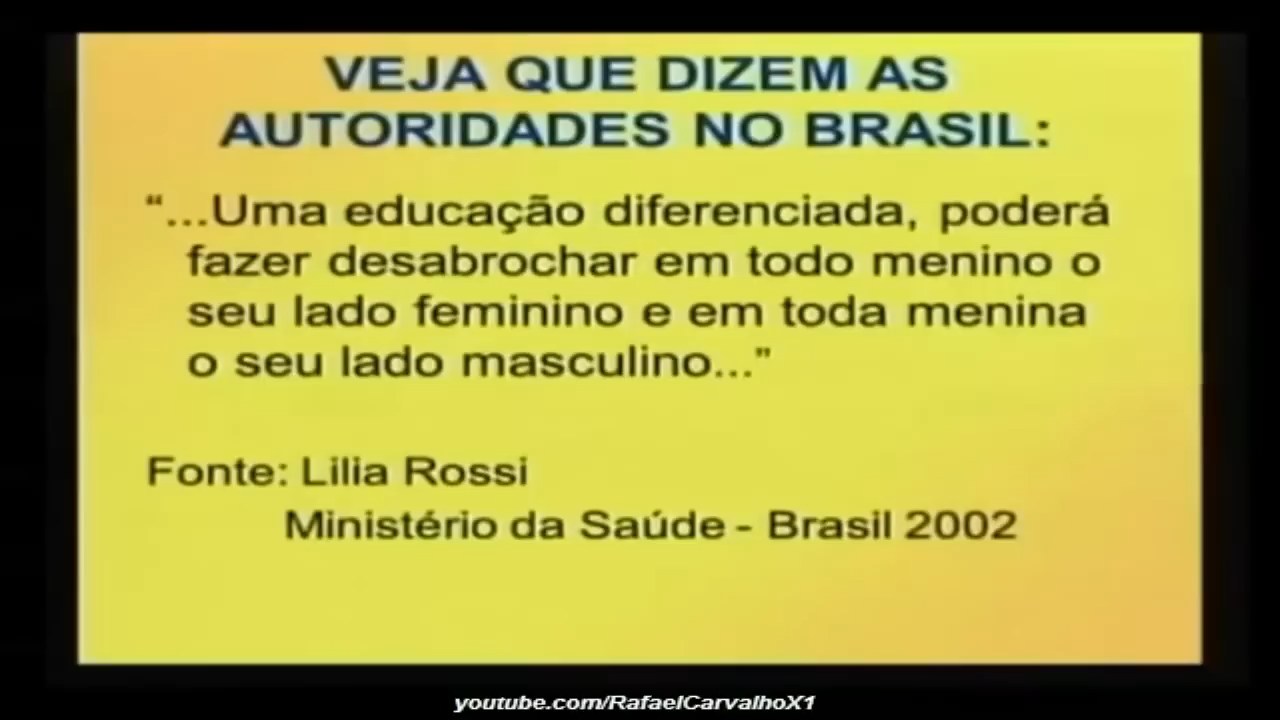 VEJA QUE DIZEM AS
AUTORIDADES NO BRASIL:
“...Uma educação diferenciada, poderá
fazer desabrochar em todo menino o
seu lado feminino e em toda menina
o seu lado masculino...”
Fonte: Lilia Rossi
Ministério da Saúde - Brasil 2002
youtube.com/RafaelCarvalhoX1